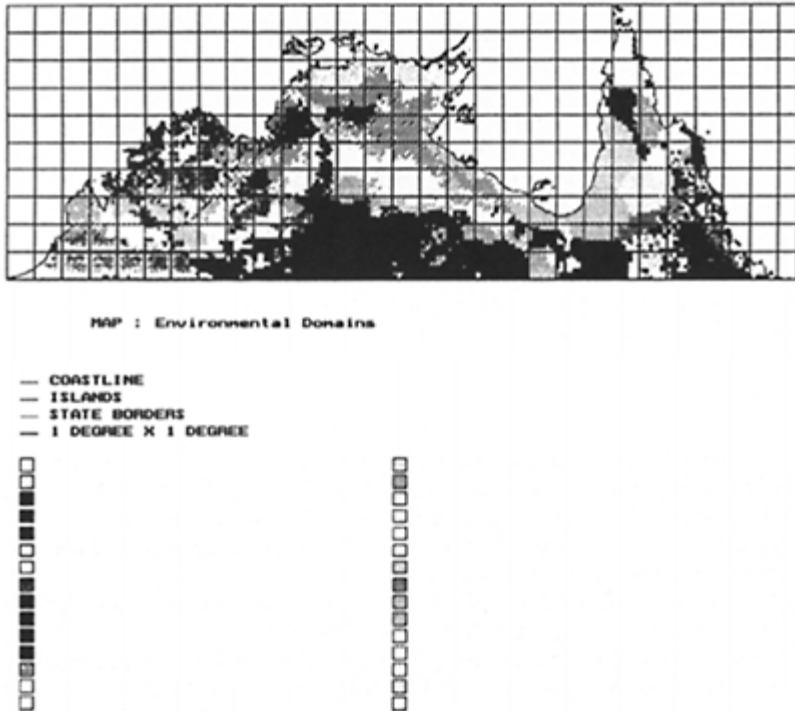 MAP : Environmental Domains
COASTLINE
ISLANDS
STATE BORDERS
1 DEGREE X 1 DEGREE